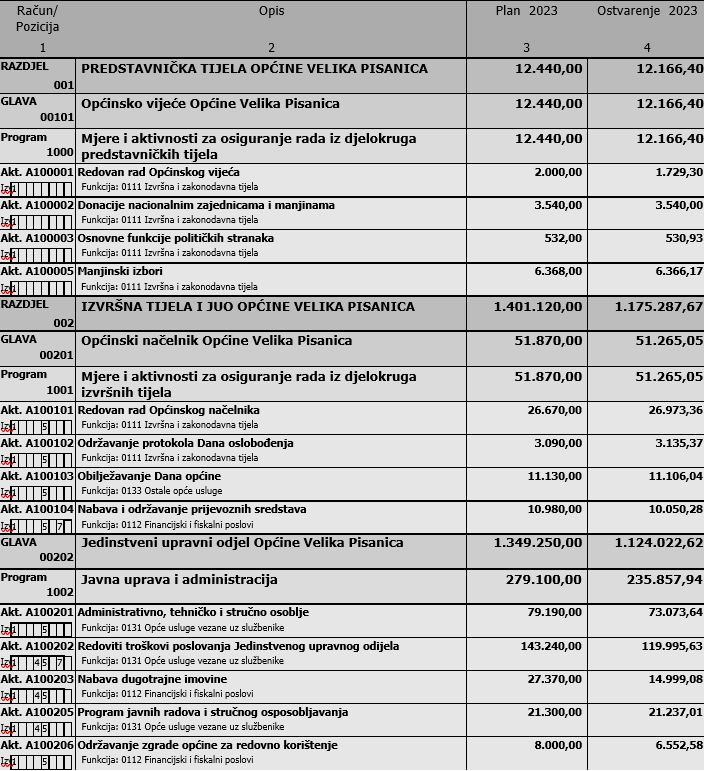 Račun/ Pozicija Opis Plan 2023 Ostvarenje 2023
1 2 3 4
RAZDJEL 001 PREDSTAVNIČKA TIJELA OPĆINE VELIKA PISANICA 12.440,00 12.166,40
GLAVA 00101 Općinsko vijeće Općine Velika Pisanica 12.440,00 12.166,40
Program 1000 Mjere i aktivnosti za osiguranje rada iz djelokruga 12.440,00 12.166,40
predstavničkih tijela
Akt. A100001 Redovan rad Općinskog vijeća 2.000,00 1.729,30
Funkcija: 0111 Izvršna i zakonodavna tijela
Akt. A100002 Donacije nacionalnim zajednicama i manjinama 3.540,00 3.540,00
Funkcija: 0111 Izvršna i zakonodavna tijela
Akt. A100003 Osnovne funkcije političkih stranaka 532,00 530,93
Funkcija: 0111 Izvršna i zakonodavna tijela
Akt. A100005 Manjinski izbori 6.368,00 6.366,17
Funkcija: 0111 Izvršna i zakonodavna tijela
RAZDJEL 002 IZVRŠNA TIJELA I JUO OPĆINE VELIKA PISANICA 1.401.120,00 1.175.287,67
GLAVA 00201 Općinski načelnik Općine Velika Pisanica 51.870,00 51.265,05
Program 1001 Mjere i aktivnosti za osiguranje rada iz djelokruga 51.870,00 51.265,05
izvršnih tijela
Akt. A100101 Redovan rad Općinskog načelnika 26.670,00 26.973,36
5 Funkcija: 0111 Izvršna i zakonodavna tijela
Akt. A100102 Održavanje protokola Dana oslobođenja 3.090,00 3.135,37
5 Funkcija: 0111 Izvršna i zakonodavna tijela
Akt. A100103 Obilježavanje Dana općine 11.130,00 11.106,04
5 Funkcija: 0133 Ostale opće usluge
Akt. A100104 Nabava i održavanje prijevoznih sredstava 10.980,00 10.050,28
5 7 Funkcija: 0112 Financijski i fiskalni poslovi
GLAVA 00202 Jedinstveni upravni odjel Općine Velika Pisanica 1.349.250,00 1.124.022,62
Program 1002 Javna uprava i administracija 279.100,00 235.857,94
Akt. A100201 Administrativno, tehničko i stručno osoblje 79.190,00 73.073,64
5 Funkcija: 0131 Opće usluge vezane uz službenike
Akt. A100202 Redoviti troškovi poslovanja Jedinstvenog upravnog odijela 143.240,00 119.995,63
4 5 7 Funkcija: 0131 Opće usluge vezane uz službenike
Akt. A100203 Nabava dugotrajne imovine 27.370,00 14.999,08
4 5 Funkcija: 0112 Financijski i fiskalni poslovi
Akt. A100205 Program javnih radova i stručnog osposobljavanja 21.300,00 21.237,01
4 5 Funkcija: 0131 Opće usluge vezane uz službenike
Akt. A100206 Održavanje zgrade općine za redovno korištenje 8.000,00 6.552,58
5 Funkcija: 0112 Financijski i fiskalni poslovi